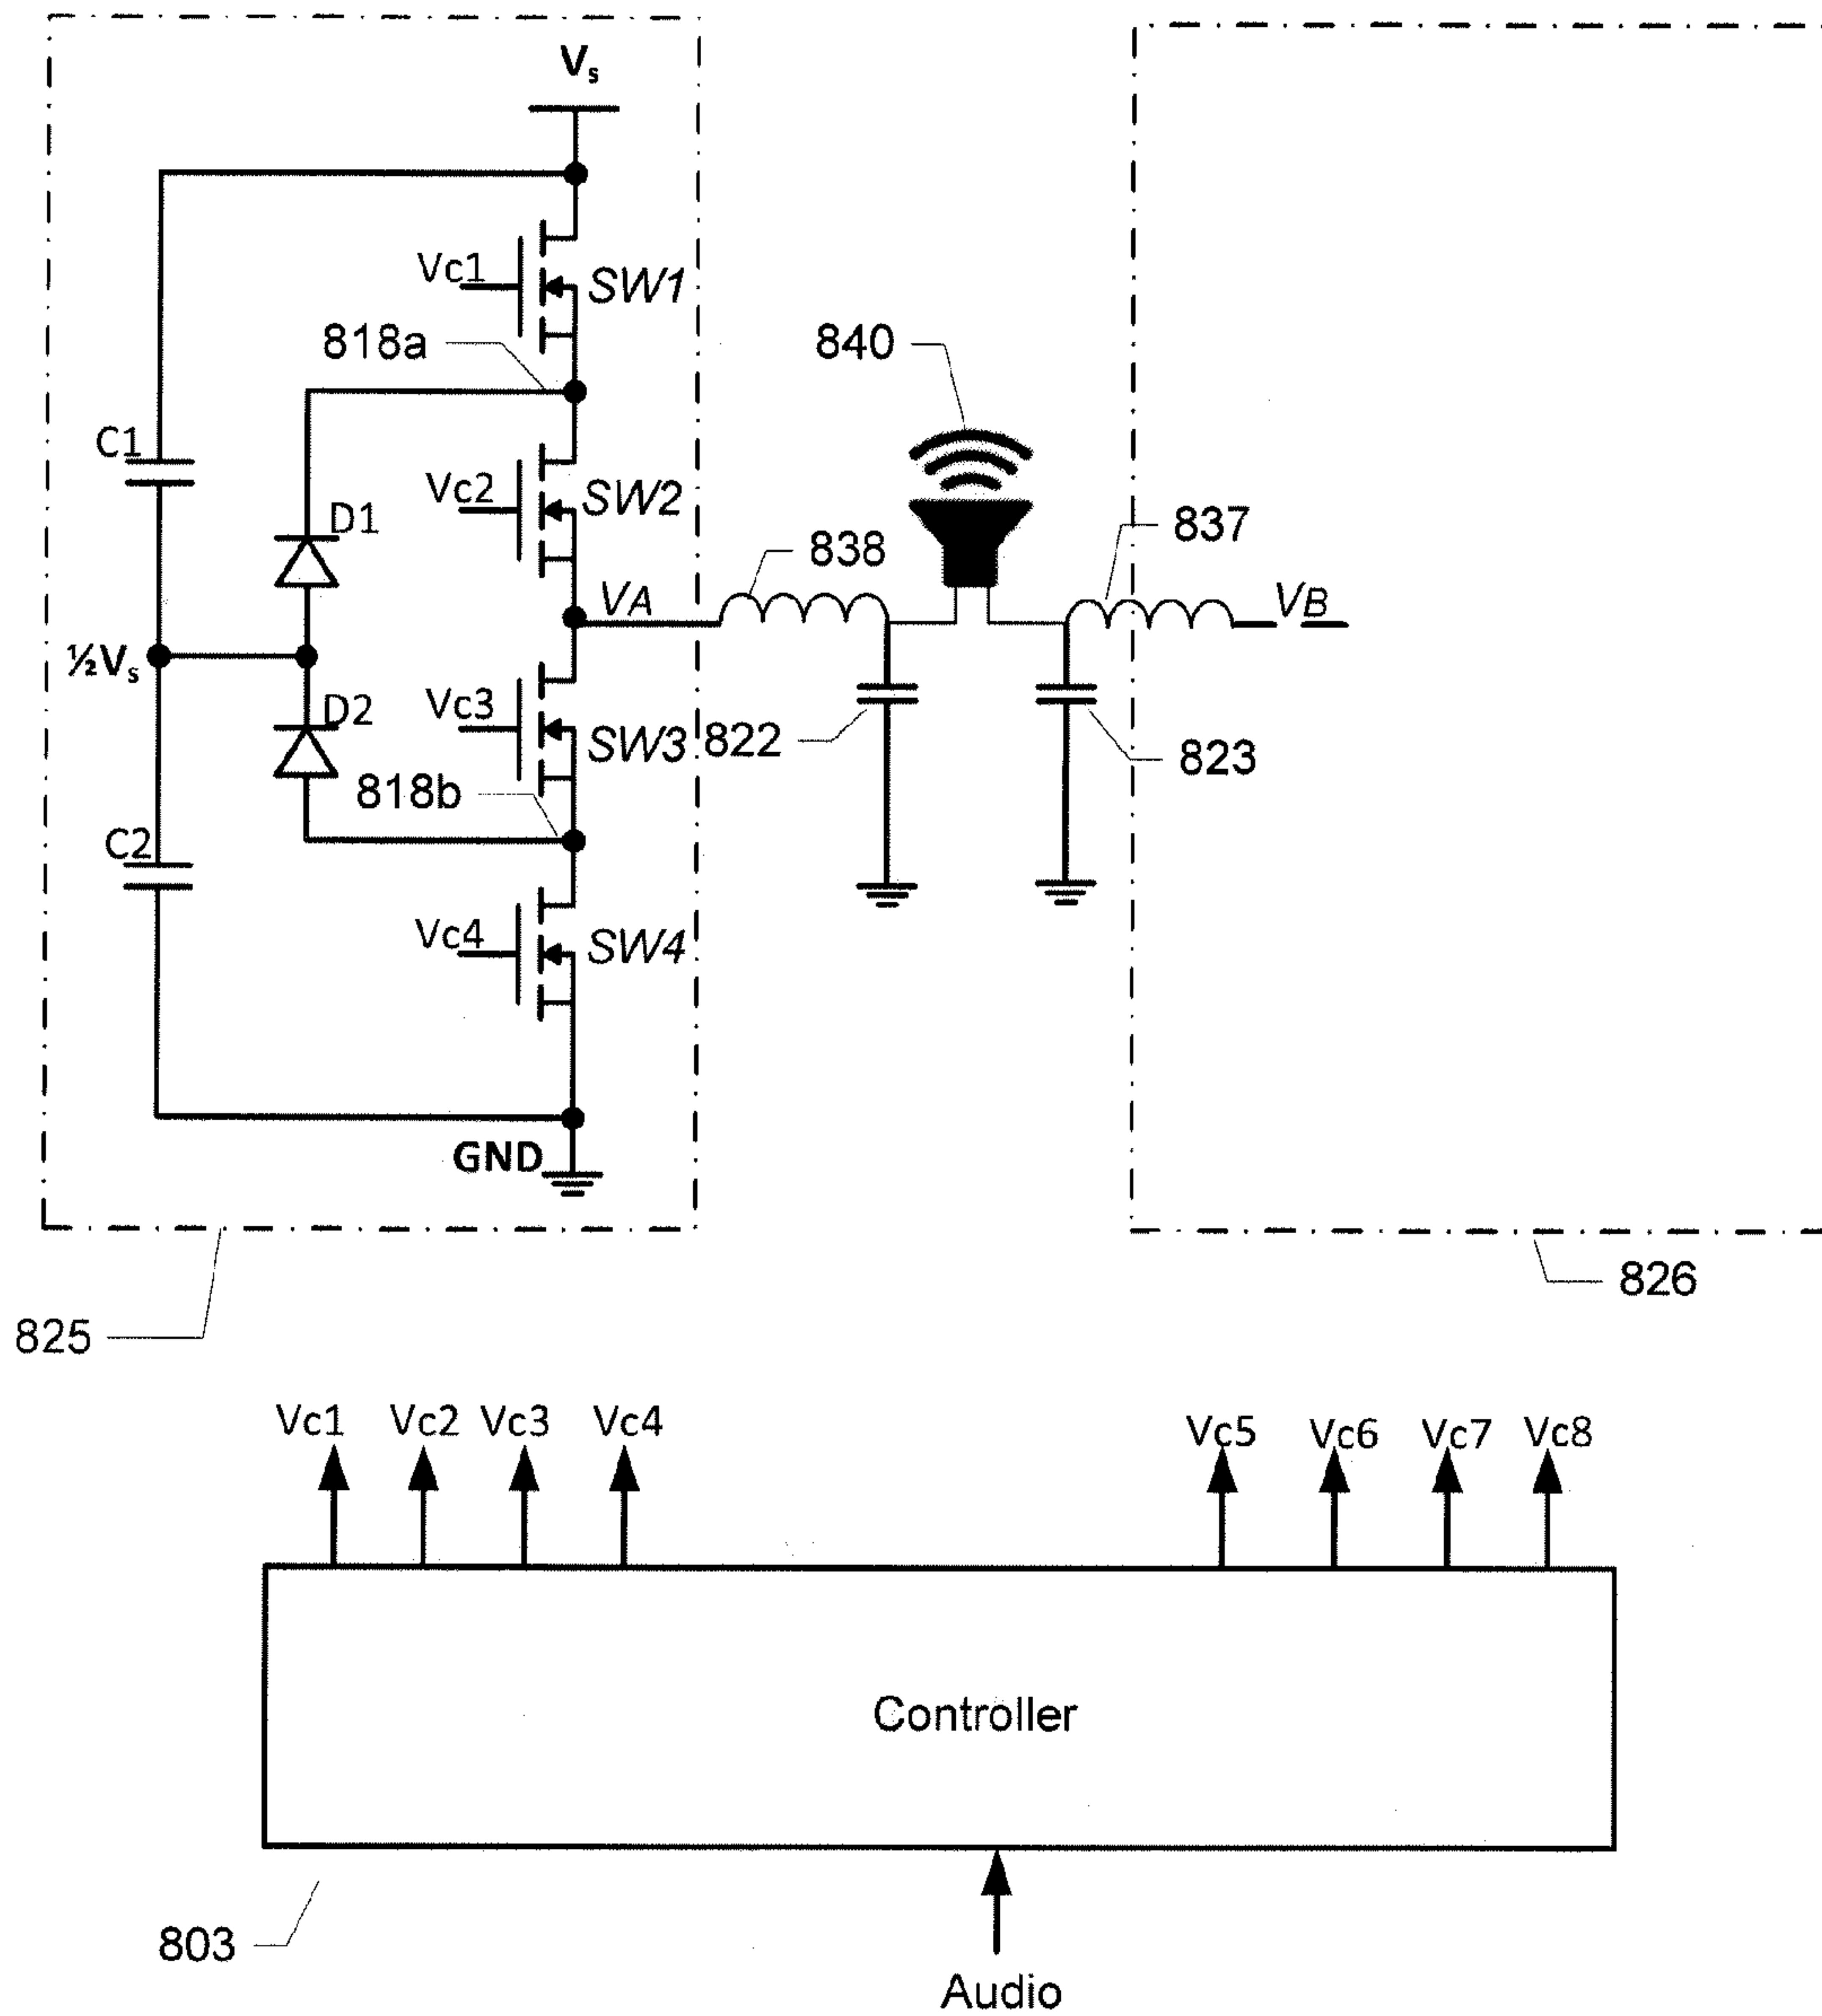 Vs
Vc1
SW1
818a
840
C1
Vc2
SW2
D1
838
837
VA
VB
½Vs
D2
Vc3
SW3
822
823
818b
C2
Vc4
SW4
GND
826
825
Vc1 Vc2 Vc3 Vc4 Vc5 Vc6 Vc7 Vc8
Controller
803
Audio